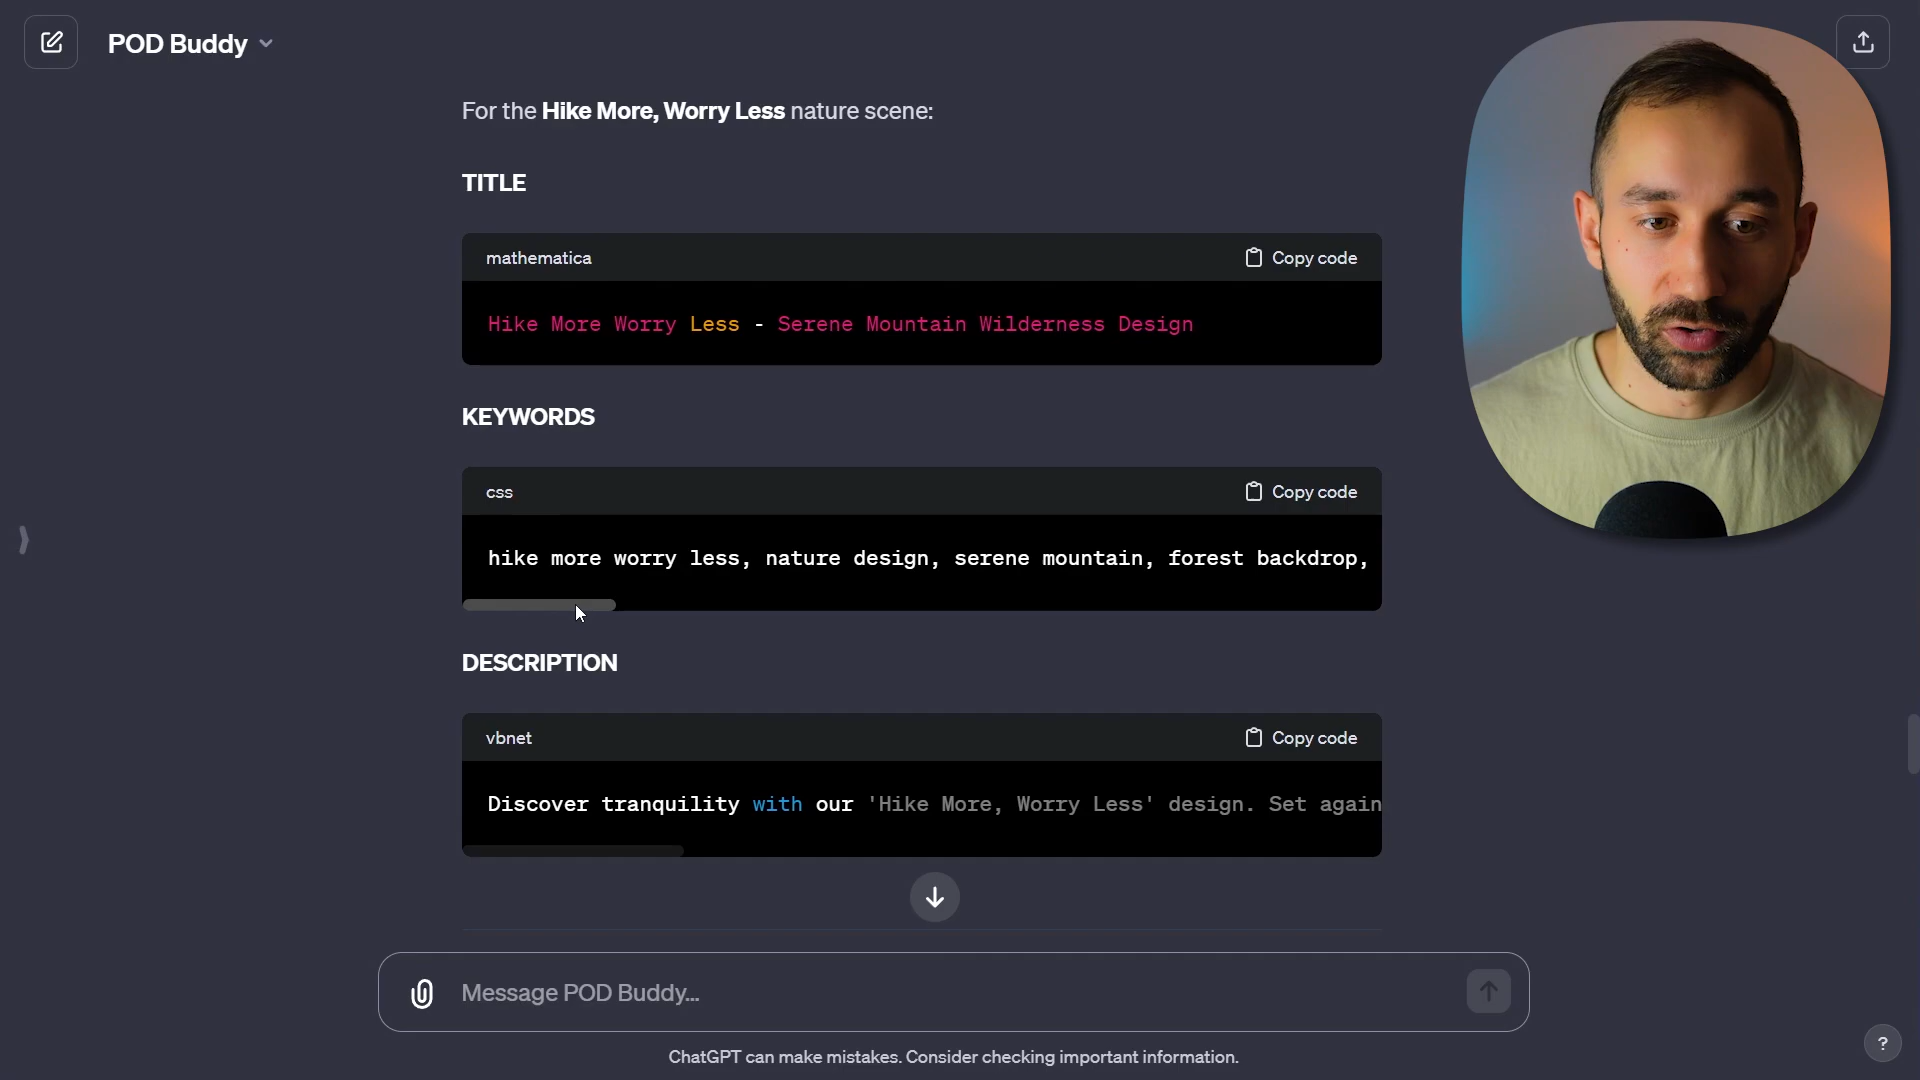 POD Buddy
For the Hike More, Worry Less nature scene:
TITLE
mathematica
Copy code
Hike More Worry Less - Serene Mountain Wilderness Design
KEYWORDS
css
Copy code
hike more worry less, nature design, serene mountain, forest backdrop,
DESCRIPTION
vbnet
Copy code
Discover tranquility with our 'Hike More, Worry Less' design. Set again
Message POD Buddy...
ChatGPT can make mistakes. Consider checking important information.
?